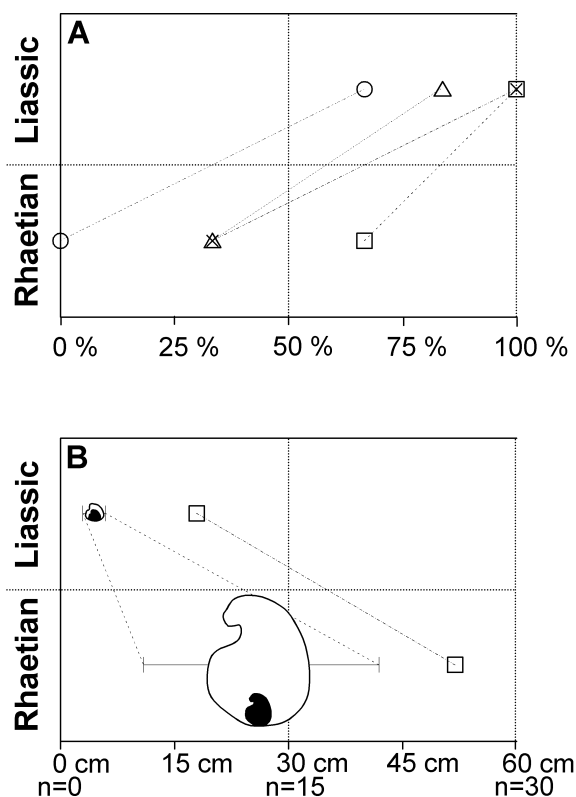 A
Liassic
Rhaetian
0 % 25 % 50 % 75 % 100 %
B
Liassic
Rhaetian
0 cm 15 cm 30 cm 45 cm 60 cm
n=0 n=15 n=30